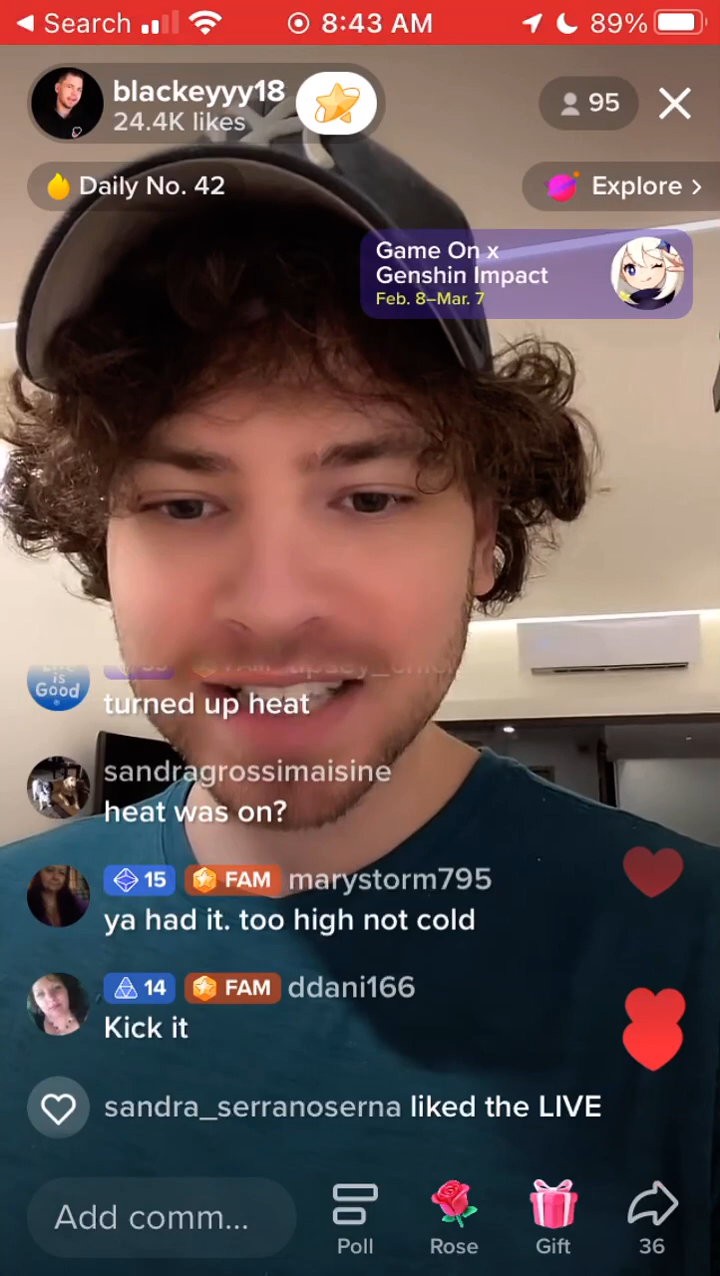 Search
8:43 AM
89%
blackeyyy18
24.4K likes
95
Daily No. 42
Explore >
Game On x
Genshin Impact
Feb. 8–Mar. 7
is
Good
turned up heat
sandragrossimaisine
heat was on?
15 FAM marystorm795
ya had it. too high not cold
14 FAM ddani166
Kick it
sandra_serranoserna liked the LIVE
Add comm...
Poll
Rose
Gift
36